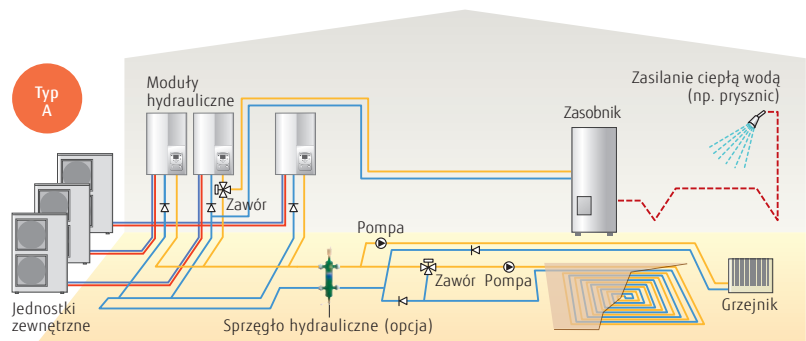 Typ
A
Moduły
hydrauliczne
Zasilanie ciepłą wodą
(np. prysznic)
Zasobnik
Zawór
Pompa
Zawór
Pompa
Jednostki
zewnętrzne
Sprzęgło hydrauliczne (opcja)
Grzejnik